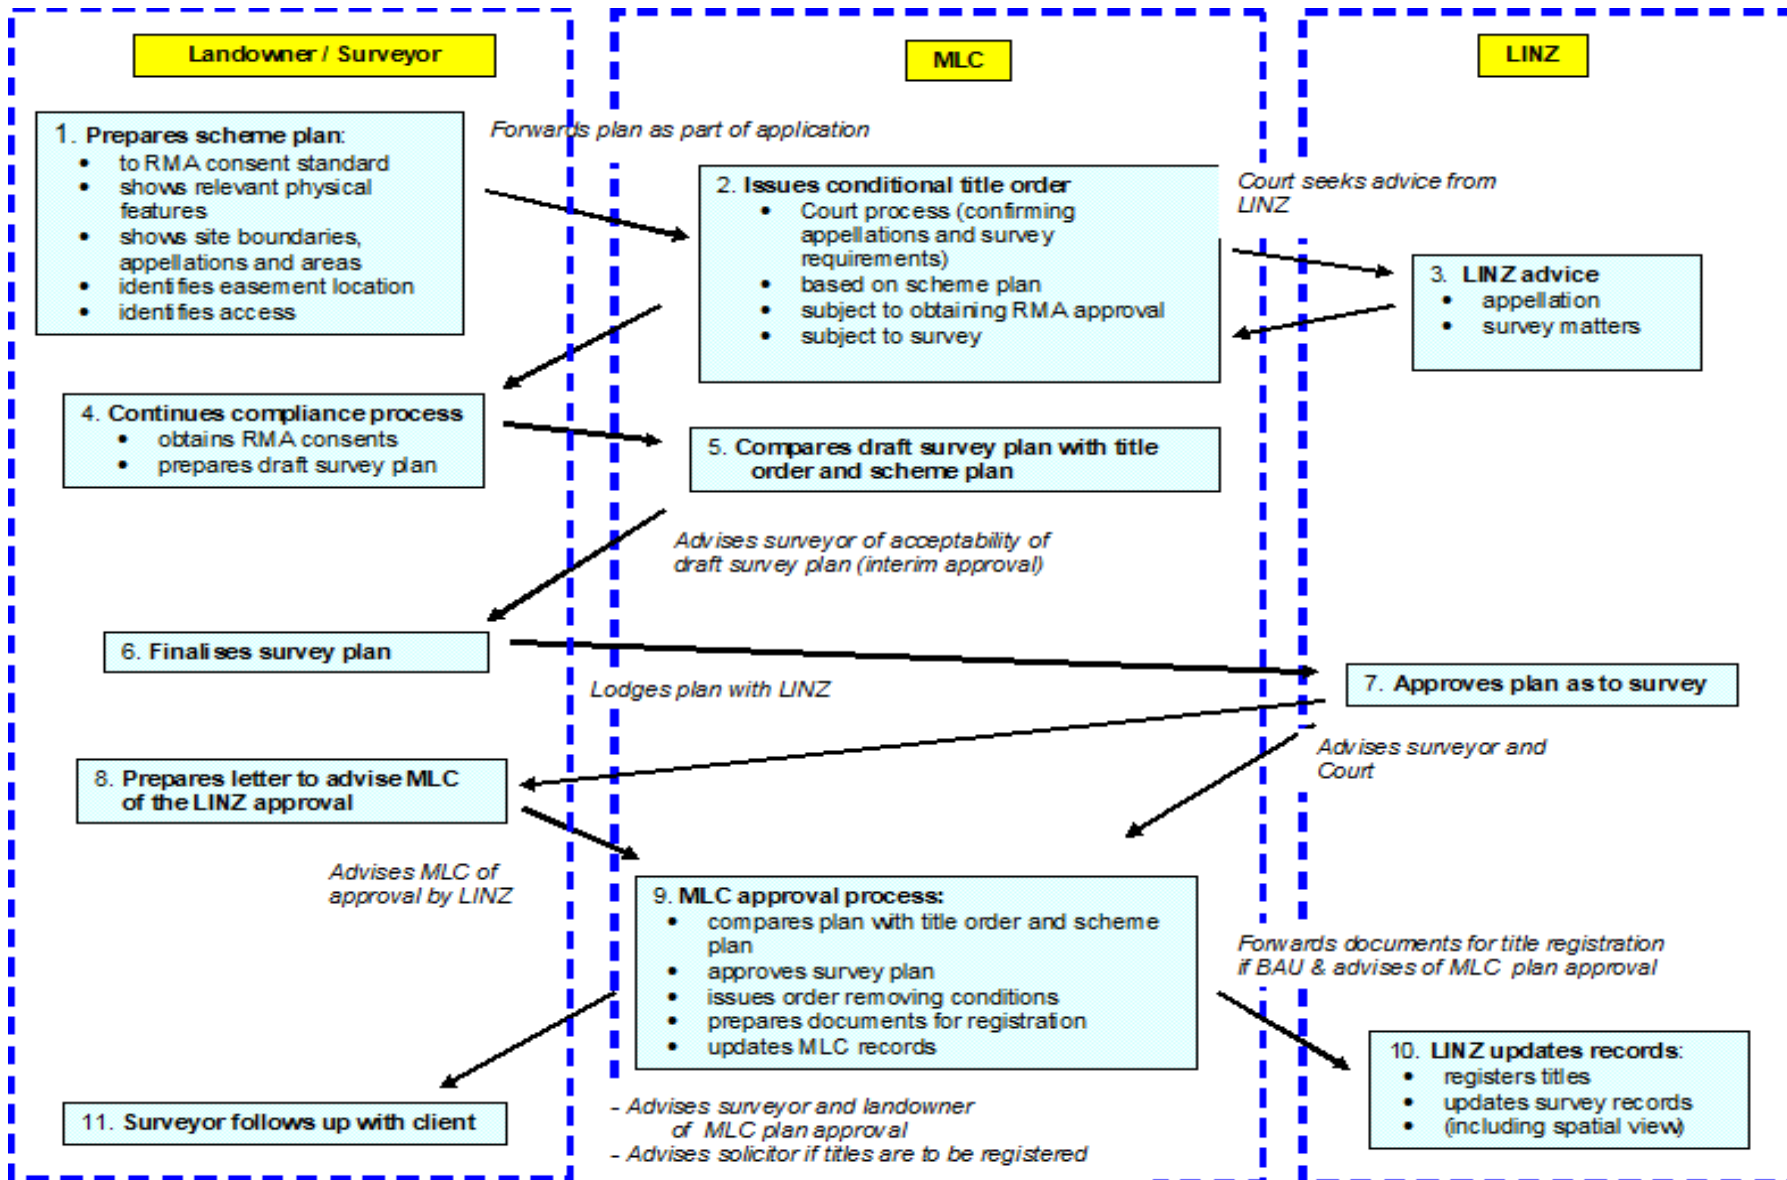 Landowner / Surveyor
MLC
LINZ
1. Prepares scheme plan:
• to RMA consent standard
• shows relevant physical
features
• shows site boundaries,
appellations and areas
• identifies easement location
• identifies access
Forwards plan as part of application
2. Issues conditional title order
• Court process (confirming
appellations and survey
requirements)
• based on scheme plan
• subject to obtaining RMA approval
• subject to survey
Court seeks advice from
LINZ
3. LINZ advice
• appellation
• survey matters
4. Continues compliance process
• obtains RMA consents
• prepares draft survey plan
5. Compares draft survey plan with title
order and scheme plan
Advises surveyor of acceptability of
draft survey plan (interim approval)
6. Finalises survey plan
Lodges plan with LINZ
7. Approves plan as to survey
Advises surveyor and
Court
8. Prepares letter to advise MLC
of the LINZ approval
Advises MLC of
approval by LINZ
9. MLC approval process:
• compares plan with title order and scheme
plan
• approves survey plan
• issues order removing conditions
• prepares documents for registration
• updates MLC records
Forwards documents for title registration
if BAU & advises of MLC plan approval
10. LINZ updates records:
• registers titles
• updates survey records
• (including spatial view)
11. Surveyor follows up with client
- Advises surveyor and landowner
of MLC plan approval
- Advises solicitor if titles are to be registered